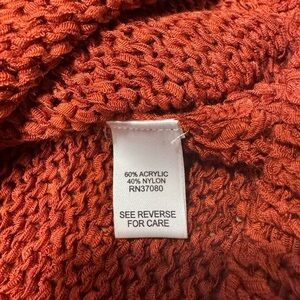 60% ACRYLIC
40% NYLON
RN37080
SEE REVERSE
FOR CARE